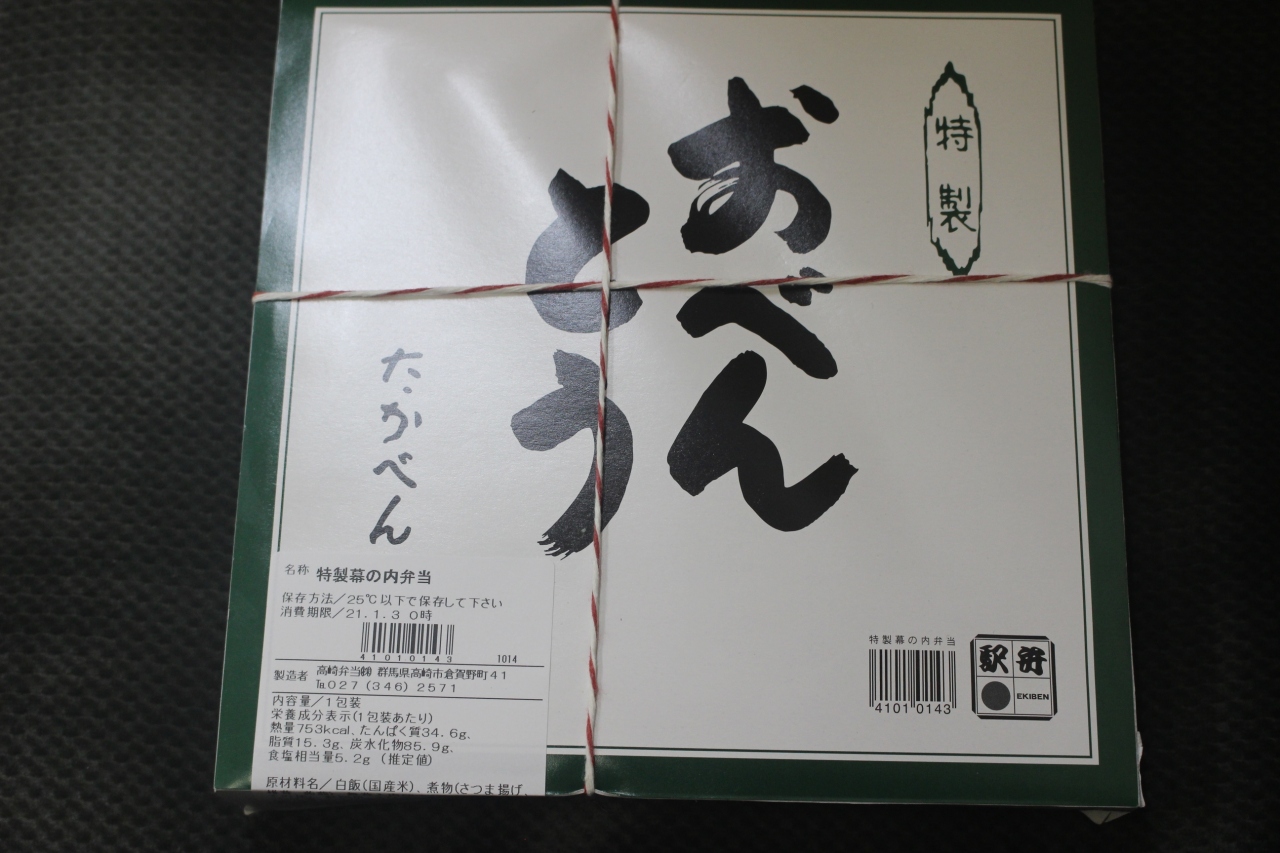 特製
おべん
とう
たかべん
名称 特製幕の内弁当
保存方法/25℃以下で保存して下さい
消費期限/21.1.3 0時
41010143
1014
製造者 高崎弁当㈱ 群馬県高崎市倉賀野町41
℡027(346)2571
内容量/1包装
栄養成分表示(1包装あたり)
熱量753kcal、たんぱく質34.6g、
脂質15.3g、炭水化物85.9g、
食塩相当量5.2g (推定値)
原材料名/白飯(国産米)、煮物(さつま揚げ、
特製幕の内弁当
4101 0143
駅弁
EKIBEN